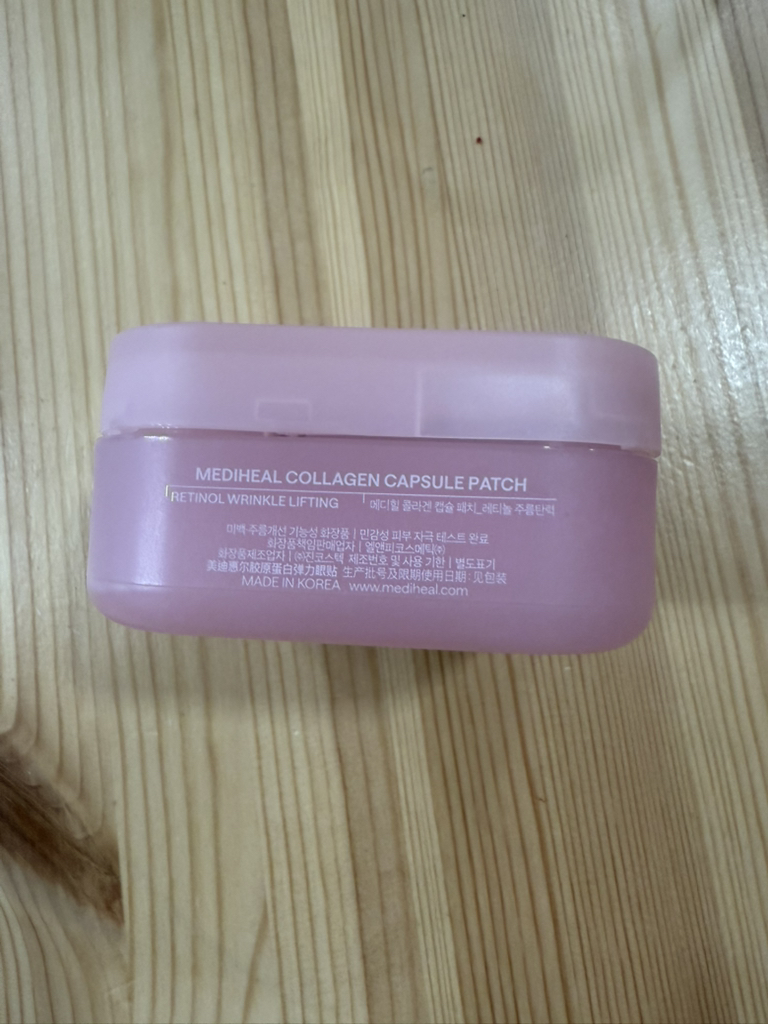 MEDIHEAL COLLAGEN CAPSULE PATCH
RETINOL WRINKLE LIFTING | 메디힐 콜라겐 캡슐 패치_레티놀 주름탄력
미백·주름개선 기능성 화장품 | 민감성 피부 자극 테스트 완료
화장품책임판매업자 | 엘앤피코스메틱㈜
화장품제조업자 | ㈜진코스텍 제조번호 및 사용 기한 | 별도표기
美迪惠尔胶原蛋白弹力眼贴 生产批号及限期使用日期: 见包装
MADE IN KOREA www.mediheal.com